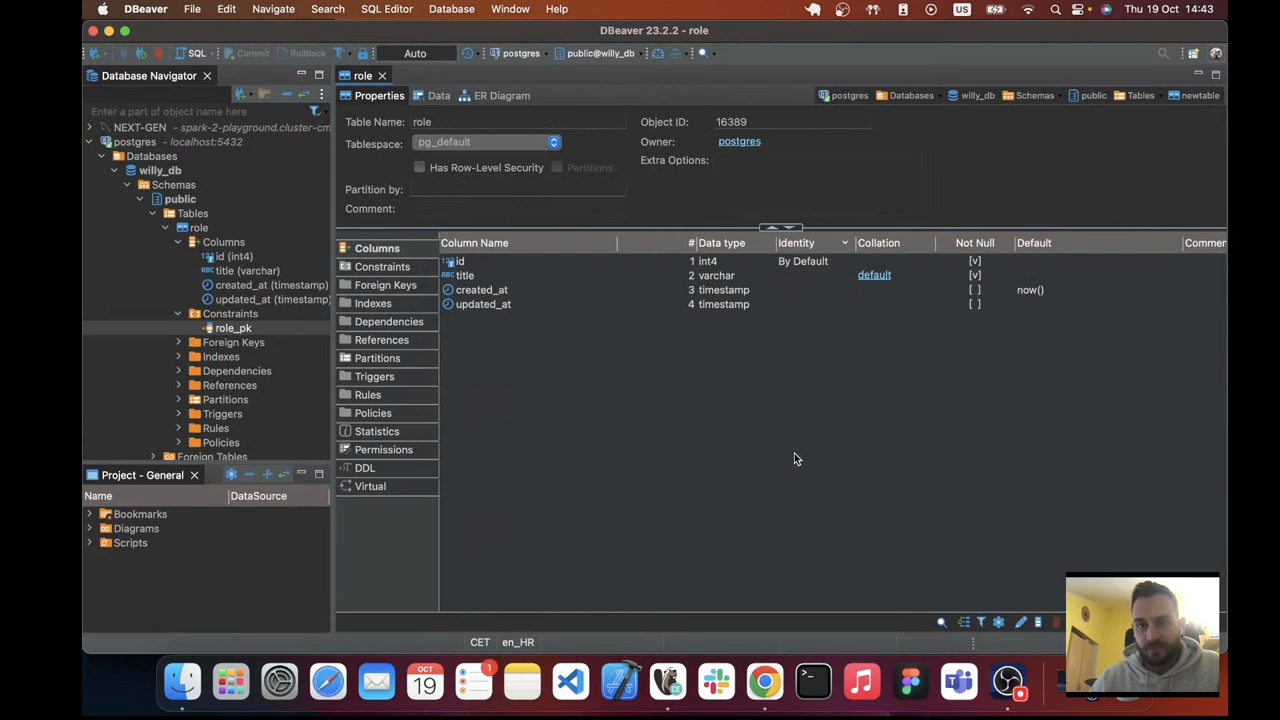 DBeaver File Edit Navigate Search SQL Editor Database Window Help US Thu 19 Oct 14:43
DBeaver 23.2.2 - role
SQL Commit Rollback Auto postgres public@willy_db
Database Navigator
Enter a part of object name here
NEXT-GEN - spark-2-playground.cluster-cm
postgres - localhost:5432
Databases
willy_db
Schemas
public
Tables
role
Columns
id (int4)
title (varchar)
created_at (timestamp)
updated_at (timestamp)
Constraints
role_pk
Foreign Keys
Indexes
Dependencies
References
Partitions
Triggers
Rules
Policies
Foreign Tables
Project - General
Name DataSource
Bookmarks
Diagrams
Scripts
role
Properties Data ER Diagram postgres Databases willy_db Schemas public Tables newtable
Table Name: role Object ID: 16389
Tablespace: pg_default Owner: postgres
Has Row-Level Security Partitions Extra Options:
Partition by:
Comment:
Columns
Constraints
Foreign Keys
Indexes
Dependencies
References
Partitions
Triggers
Rules
Policies
Statistics
Permissions
DDL
Virtual
Column Name # Data type Identity Collation Not Null Default Commer
123 id 1 int4 By Default [v]
ABC title 2 varchar default [v]
created_at 3 timestamp [ ] now()
updated_at 4 timestamp [ ]
CET en_HR
OCT
19
1